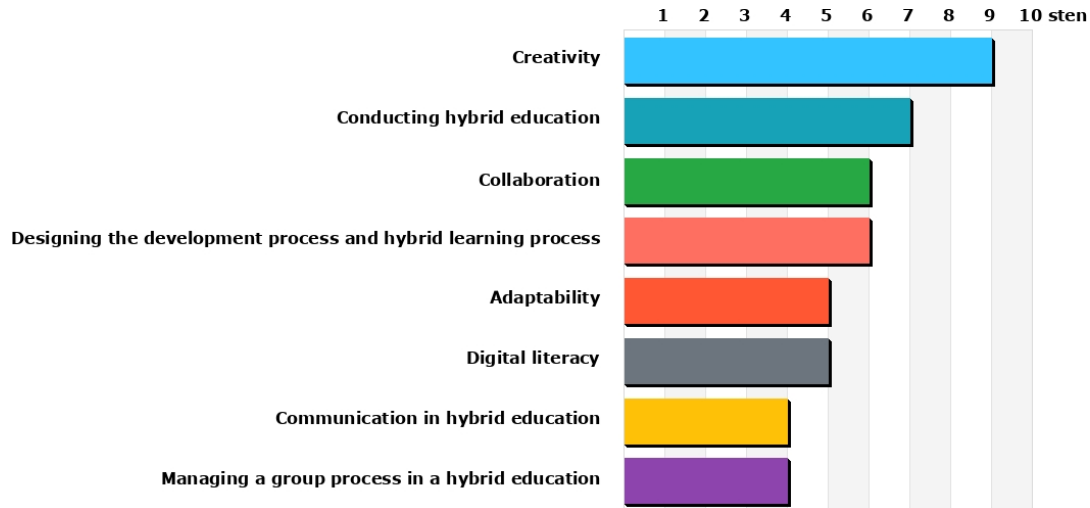 1 2 3 4 5 6 7 8 9 10 sten
Creativity
Conducting hybrid education
Collaboration
Designing the development process and hybrid learning process
Adaptability
Digital literacy
Communication in hybrid education
Managing a group process in a hybrid education